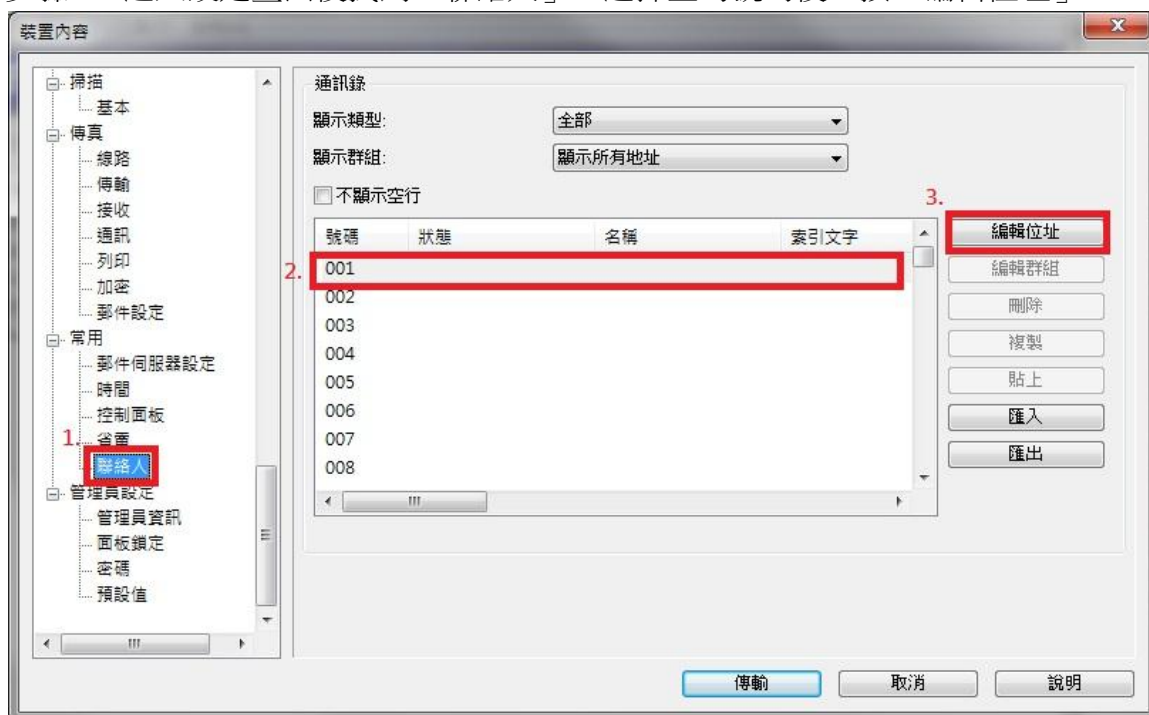 裝置內容
掃描
基本
傳真
線路
傳輸
接收
通訊
列印
加密
郵件設定
常用
郵件伺服器設定
時間
控制面板
1. 省電
聯絡人
管理員設定
管理員資訊
面板鎖定
密碼
預設值
通訊錄
顯示類型: 全部
顯示群組: 顯示所有地址
不顯示空行
號碼 狀態 名稱 索引文字
2. 001
002
003
004
005
006
007
008
3.
編輯位址
編輯群組
刪除
複製
貼上
匯入
匯出
傳輸 取消 說明